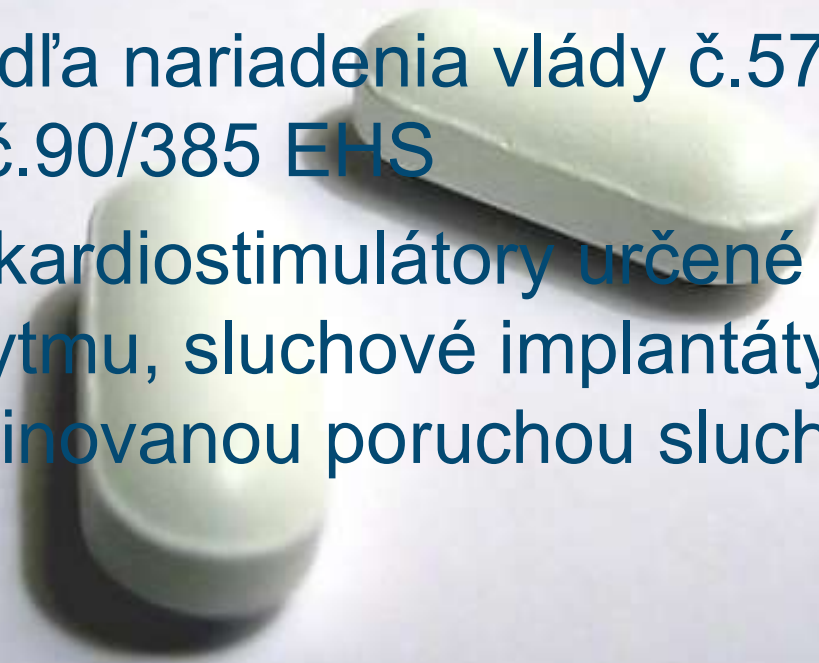 dľa nariadenia vlády č.57
č.90/385 EHS
kardiostimulátory určené
ytmu, sluchové implantáty
inovanou poruchou sluch